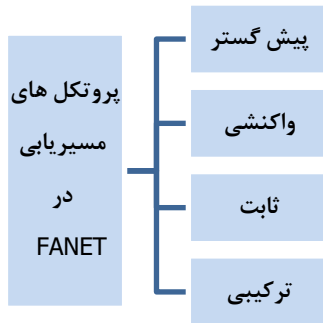 پروتکل های
مسیریابی
در
FANET
پیش گستر
واکنشی
ثابت
ترکیبی